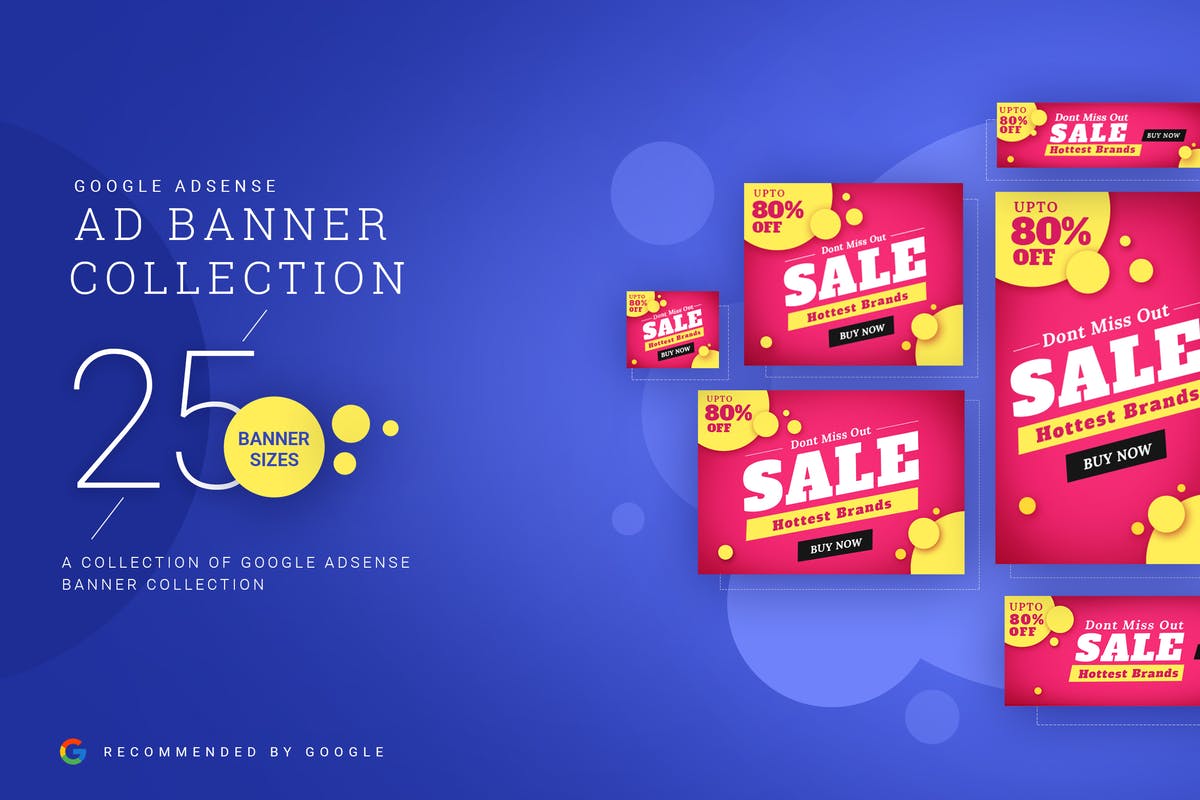 GOOGLE ADSENSE
AD BANNER
COLLECTION
25
BANNER
SIZES
A COLLECTION OF GOOGLE ADSENSE
BANNER COLLECTION
RECOMMENDED BY GOOGLE
UPTO
80%
OFF
Dont Miss Out
SALE
Hottest Brands
BUY NOW
UPTO
80%
OFF
Dont Miss Out
SALE
Hottest Brands
BUY NOW
UPTO
80%
OFF
Dont Miss Out
SALE
Hottest Brands
BUY NOW
UPTO
80%
OFF
Dont Miss Out
SALE
Hottest Brands
BUY NOW
UPTO
80%
OFF
Dont Miss Out
SALE
Hottest Brands
BUY NOW
UPTO
80%
OFF
Dont Miss Out
SALE
Hottest Brands